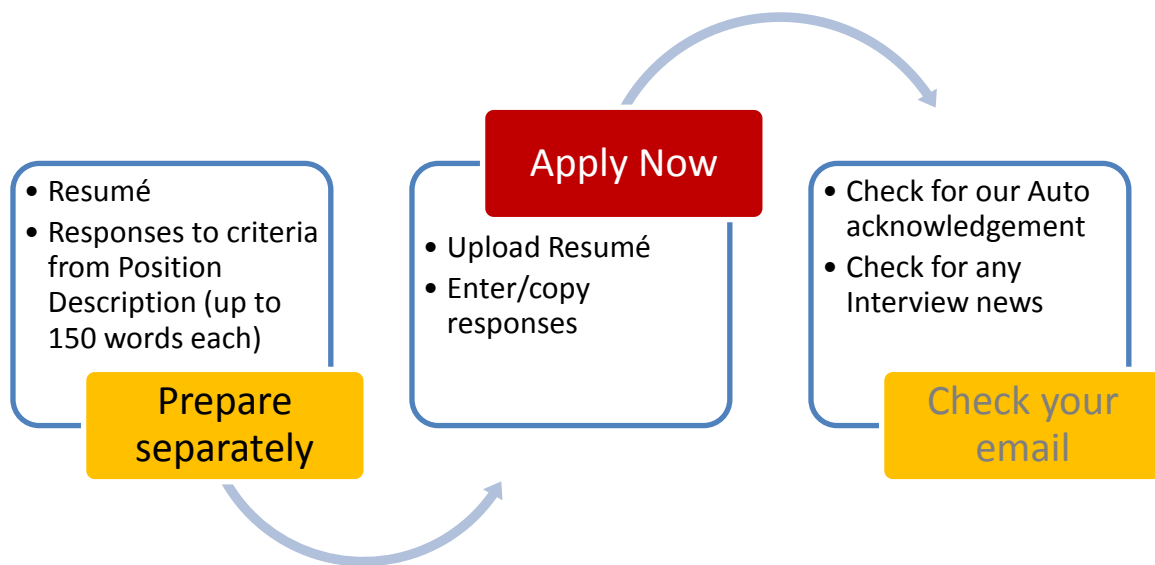 • Resumé
• Responses to criteria
from Position
Description (up to
150 words each)
Prepare
separately
Apply Now
• Upload Resumé
• Enter/copy
responses
• Check for our Auto
acknowledgement
• Check for any
Interview news
Check your
email